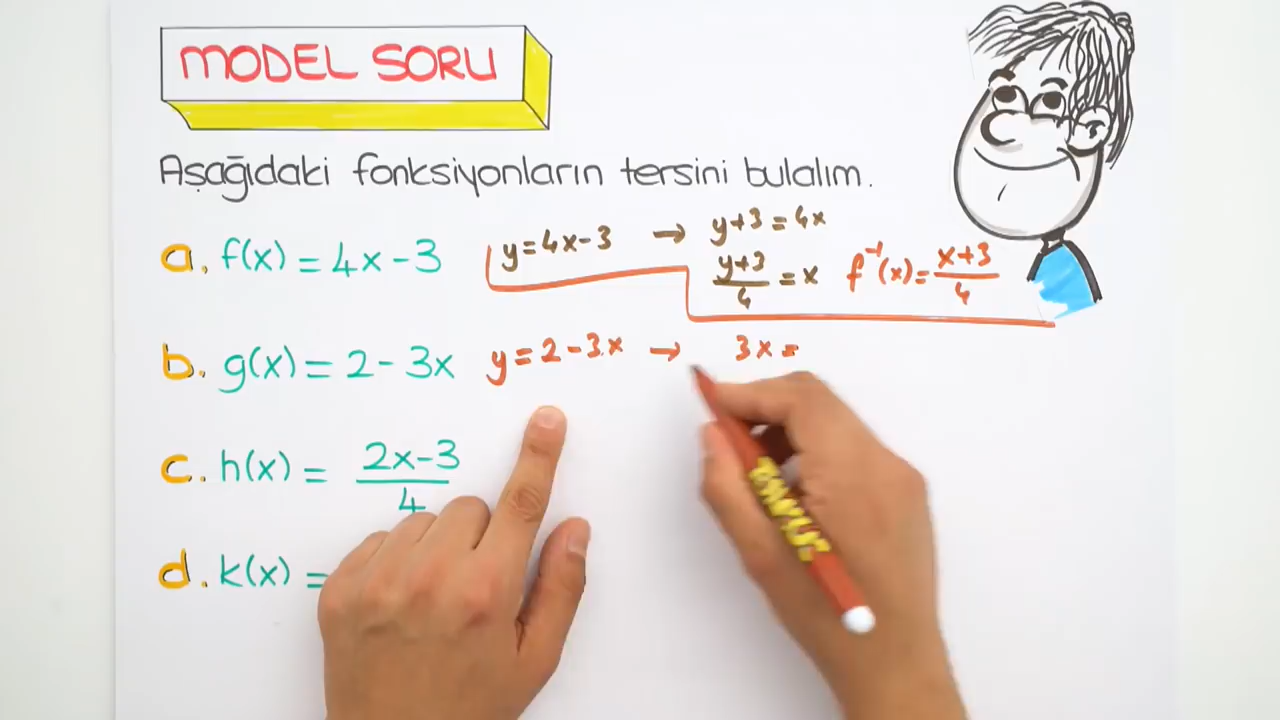 MODEL SORU
Aşağıdaki fonksiyonların tersini bulalım.
a. f(x) = 4x - 3
y = 4x - 3 → y + 3 = 4x
(y+3)/4 = x f⁻¹(x) = (x+3)/4
b. g(x) = 2 - 3x y = 2 - 3x → 3x =
c. h(x) = (2x-3)/4
d. k(x) =